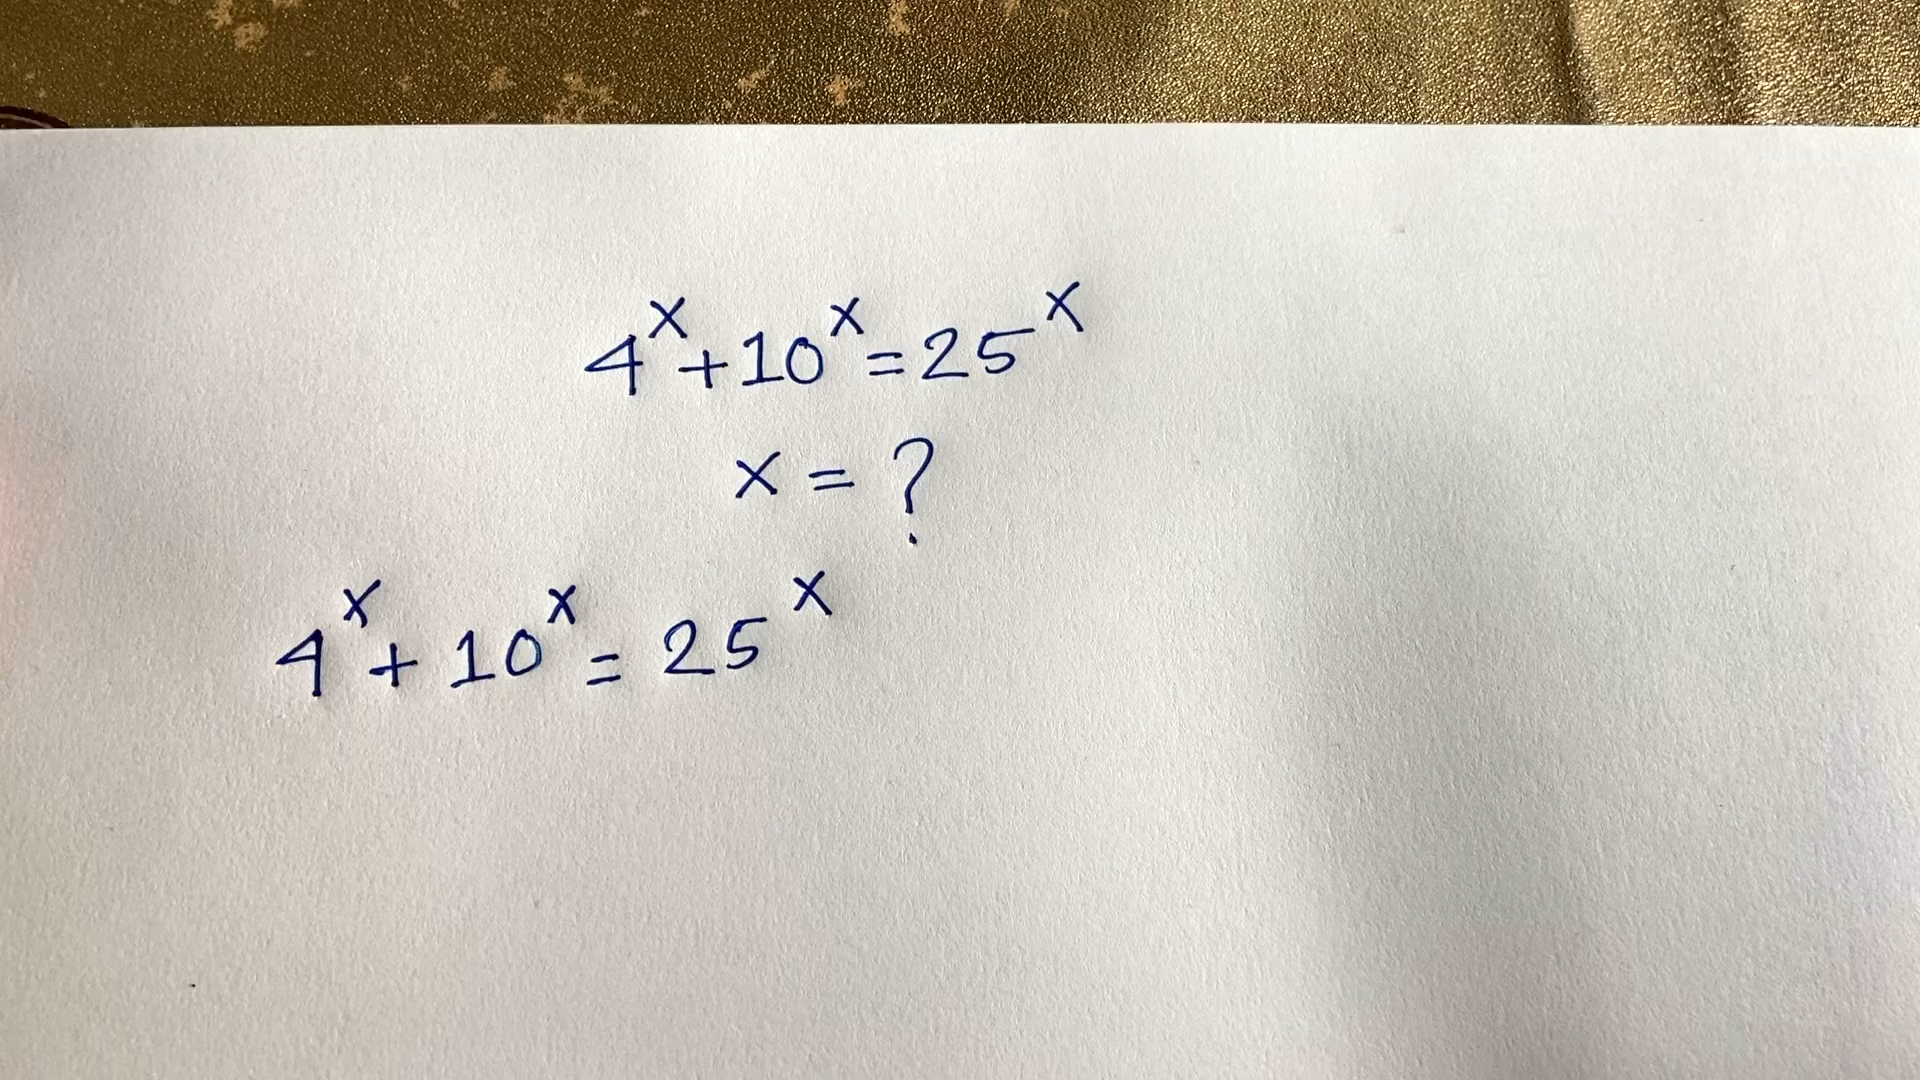 4^x + 10^x = 25^x
x = ?
4^x + 10^x = 25^x